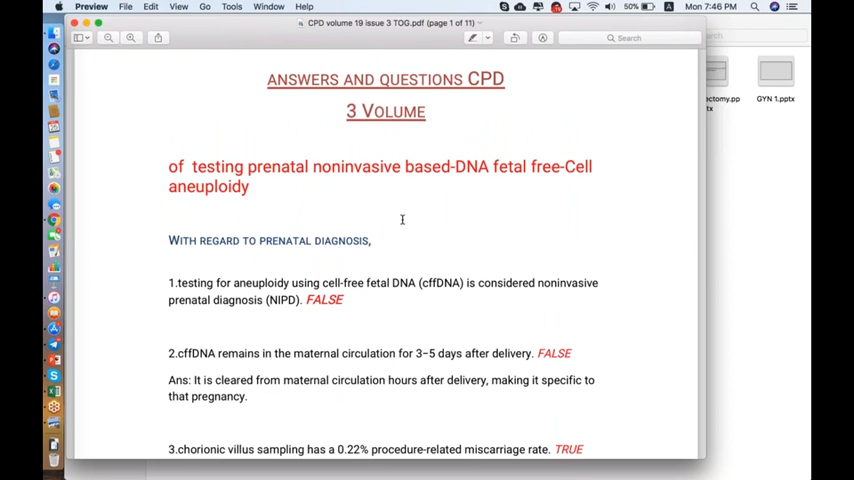 Preview File Edit View Go Tools Window Help
50% Mon 7:46 PM
CPD volume 19 issue 3 TOG.pdf (page 1 of 11)
Search
ANSWERS AND QUESTIONS CPD
3 VOLUME
of testing prenatal noninvasive based-DNA fetal free-Cell
aneuploidy
WITH REGARD TO PRENATAL DIAGNOSIS,
1.testing for aneuploidy using cell-free fetal DNA (cffDNA) is considered noninvasive
prenatal diagnosis (NIPD). FALSE
2.cffDNA remains in the maternal circulation for 3–5 days after delivery. FALSE
Ans: It is cleared from maternal circulation hours after delivery, making it specific to
that pregnancy.
3.chorionic villus sampling has a 0.22% procedure-related miscarriage rate. TRUE
ectomy.pp
tx
GYN 1.pptx